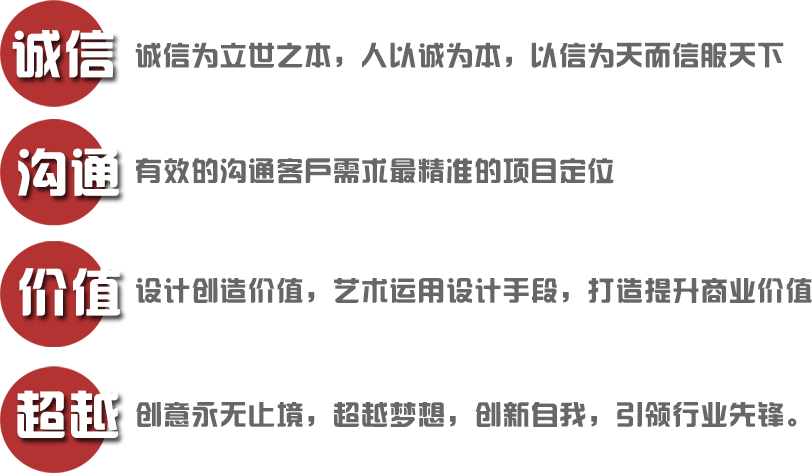 诚信 诚信为立世之本，人以诚为本，以信为天而信服天下
沟通 有效的沟通客戶需求最精准的项目定位
价值 设计创造价值，艺术运用设计手段，打造提升商业价值
超越 创意永无止境，超越梦想，创新自我，引领行业先锋。